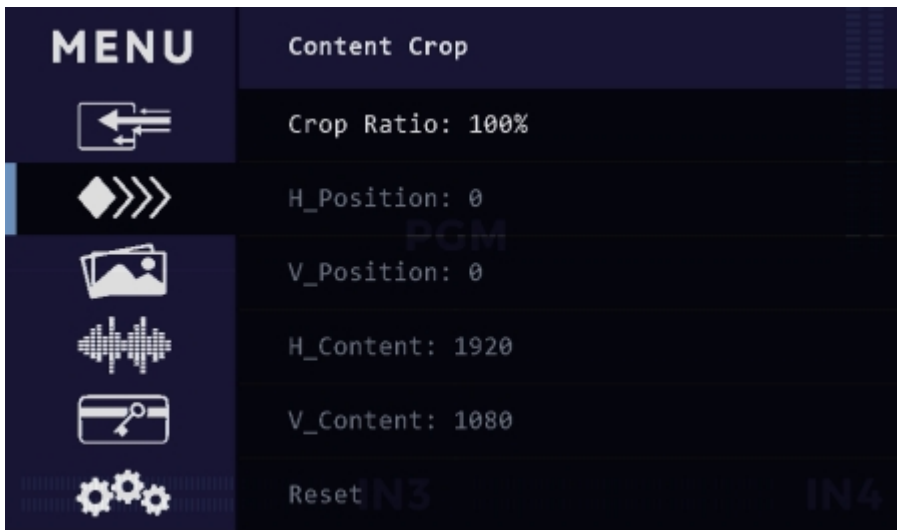 MENU
Content Crop
Crop Ratio: 100%
H_Position: 0
PGM
V_Position: 0
H_Content: 1920
V_Content: 1080
Reset
IN3
IN4